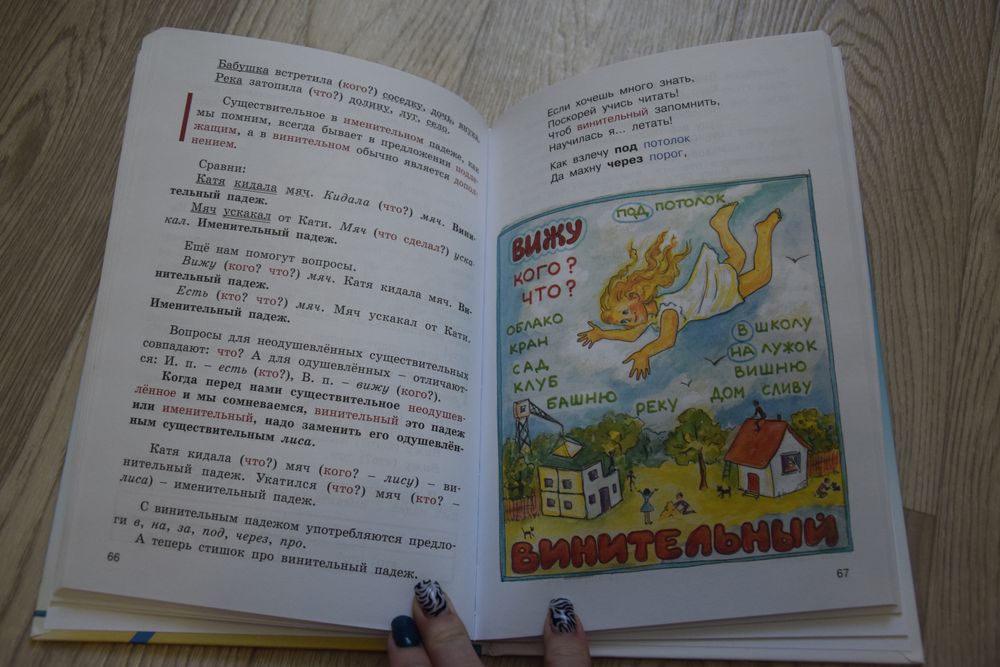 Бабушка встретила (кого?) соседку, дочь, внука.
Река затопила (что?) долину, луг, село.
Существительное в именительном падеже, как
мы помним, всегда бывает в предложении подле-
жащим, а в винительном обычно является допол-
нением.
Сравни:
Катя кидала мяч. Кидала (что?) мяч. Вини-
тельный падеж.
Мяч ускакал от Кати. Мяч (что сделал?) уска-
кал. Именительный падеж.
Ещё нам помогут вопросы.
Вижу (кого? что?) мяч. Катя кидала мяч. Ви-
нительный падеж.
Есть (кто? что?) мяч. Мяч ускакал от Кати.
Именительный падеж.
Вопросы для неодушевлённых существительных
совпадают: что? А для одушевлённых – отличают-
ся: И. п. – есть (кто?), В. п. – вижу (кого?).
Когда перед нами существительное неодушев-
лённое и мы сомневаемся, винительный это падеж
или именительный, надо заменить его одушевлён-
ным существительным лиса.
Катя кидала (что?) мяч (кого? – лису) – ви-
нительный падеж. Укатился (что?) мяч (кто? –
лиса) – именительный падеж.
С винительным падежом употребляются предло-
ги в, на, за, под, через, про.
А теперь стишок про винительный падеж.
66
Если хочешь много знать,
Поскорей учись читать!
Чтоб винительный запомнить,
Научилась я... летать!
Как взлечу под потолок
Да махну через порог,
ПОД ПОТОЛОК
ВИЖУ
КОГО?
ЧТО?
ОБЛАКО
КРАН
САД
КЛУБ
БАШНЮ
РЕКУ
ДОМ
В ШКОЛУ
НА ЛУЖОК
ВИШНЮ
СЛИВУ
ВИНИТЕЛЬНЫЙ
67